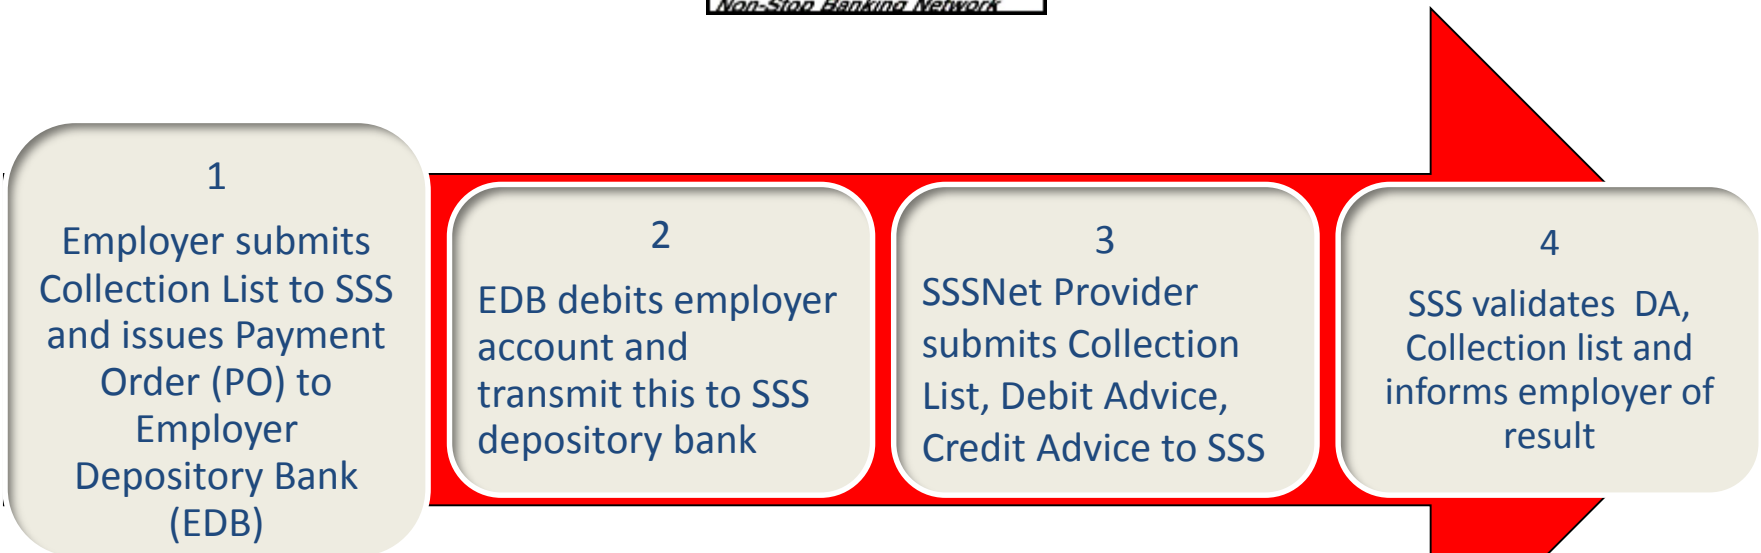 Non-Stop Banking Network
1
Employer submits
Collection List to SSS
and issues Payment
Order (PO) to
Employer
Depository Bank
(EDB)
2
EDB debits employer
account and
transmit this to SSS
depository bank
3
SSSNet Provider
submits Collection
List, Debit Advice,
Credit Advice to SSS
4
SSS validates DA,
Collection list and
informs employer of
result